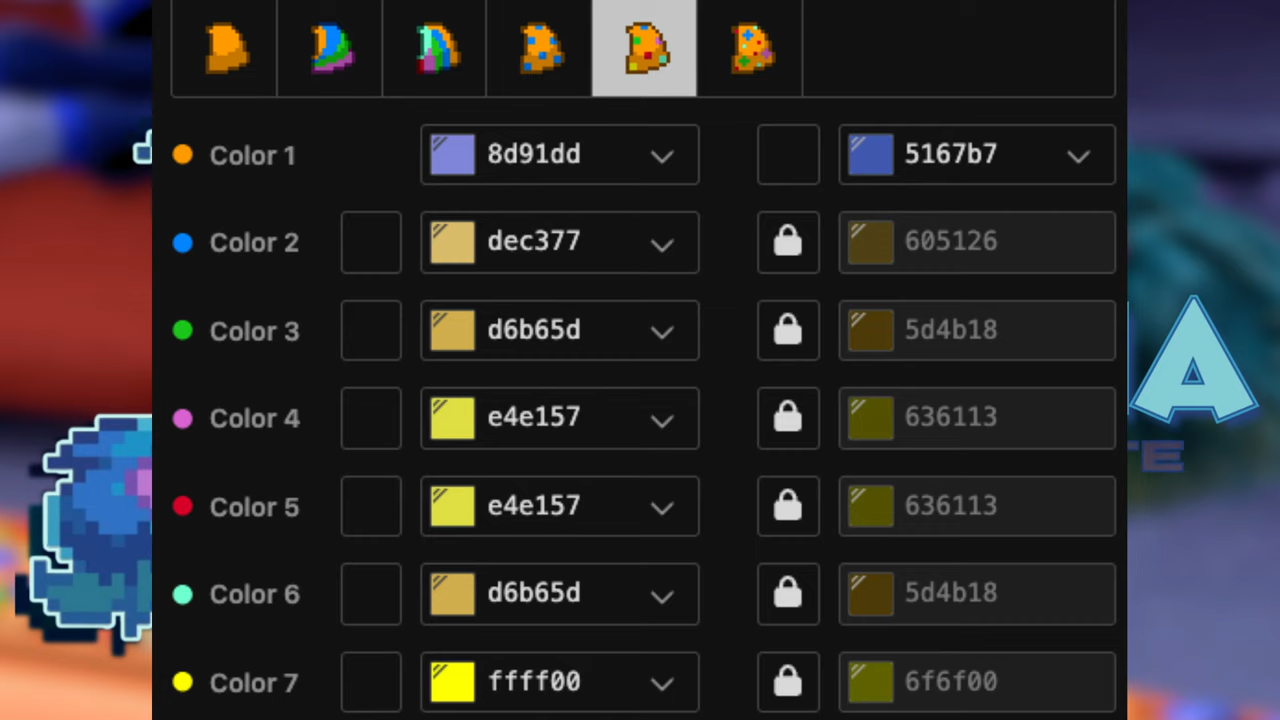 Color 1 8d91dd 5167b7
Color 2 dec377 605126
Color 3 d6b65d 5d4b18
Color 4 e4e157 636113
Color 5 e4e157 636113
Color 6 d6b65d 5d4b18
Color 7 ffff00 6f6f00
A
TE